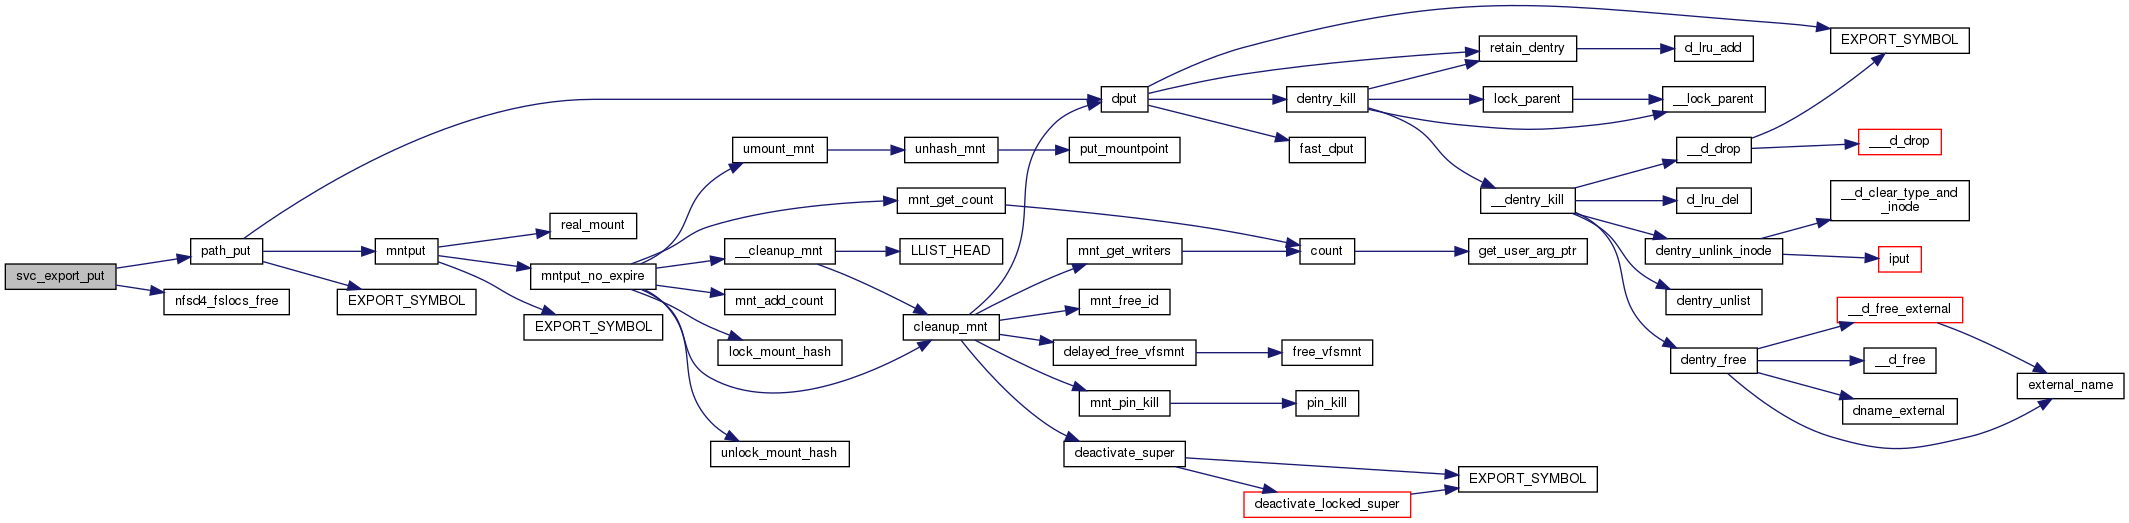 svc_export_put
path_put
nfsd4_fslocs_free
mntput
EXPORT_SYMBOL
real_mount
mntput_no_expire
EXPORT_SYMBOL
umount_mnt
mnt_get_count
__cleanup_mnt
mnt_add_count
lock_mount_hash
unlock_mount_hash
unhash_mnt
LLIST_HEAD
cleanup_mnt
dput
put_mountpoint
mnt_get_writers
mnt_free_id
delayed_free_vfsmnt
mnt_pin_kill
deactivate_super
dentry_kill
fast_dput
count
free_vfsmnt
pin_kill
deactivate_locked_super
retain_dentry
lock_parent
__dentry_kill
get_user_arg_ptr
EXPORT_SYMBOL
d_lru_add
__lock_parent
__d_drop
d_lru_del
dentry_unlink_inode
dentry_unlist
dentry_free
EXPORT_SYMBOL
___d_drop
__d_clear_type_and
_inode
iput
__d_free_external
__d_free
dname_external
external_name